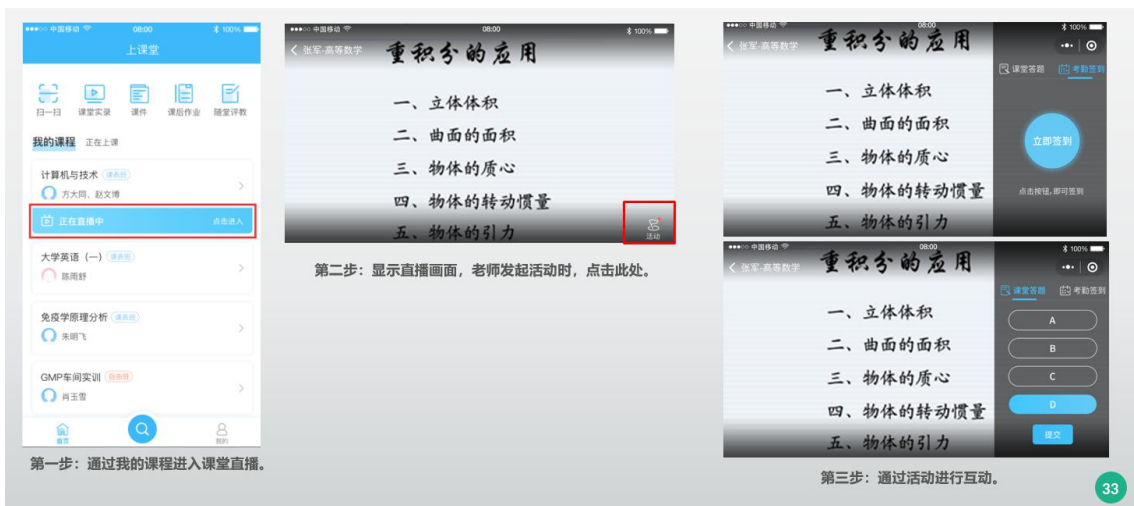 中国移动 08:00 100%
上课堂
扫一扫 课堂实录 课件 课后作业 随堂评教
我的课程 正在上课
计算机与技术 课表班
方大同、赵文博
正在直播中 点击进入
大学英语（一） 课表班
陈雨舒
免疫学原理分析 课表班
朱明飞
GMP车间实训 自由班
肖玉雪
首页 我的
第一步：通过我的课程进入课堂直播。
中国移动 08:00 100%
张军-高等数学
重积分的应用
一、立体体积
二、曲面的面积
三、物体的质心
四、物体的转动惯量
五、物体的引力
活动
第二步：显示直播画面，老师发起活动时，点击此处。
中国移动 08:00 100%
张军-高等数学
重积分的应用
一、立体体积
二、曲面的面积
三、物体的质心
四、物体的转动惯量
五、物体的引力
课堂答题 考勤签到
立即签到
点击按钮，即可签到
中国移动 08:00 100%
张军-高等数学
重积分的应用
一、立体体积
二、曲面的面积
三、物体的质心
四、物体的转动惯量
五、物体的引力
课堂答题 考勤签到
A
B
C
D
提交
第三步：通过活动进行互动。
33